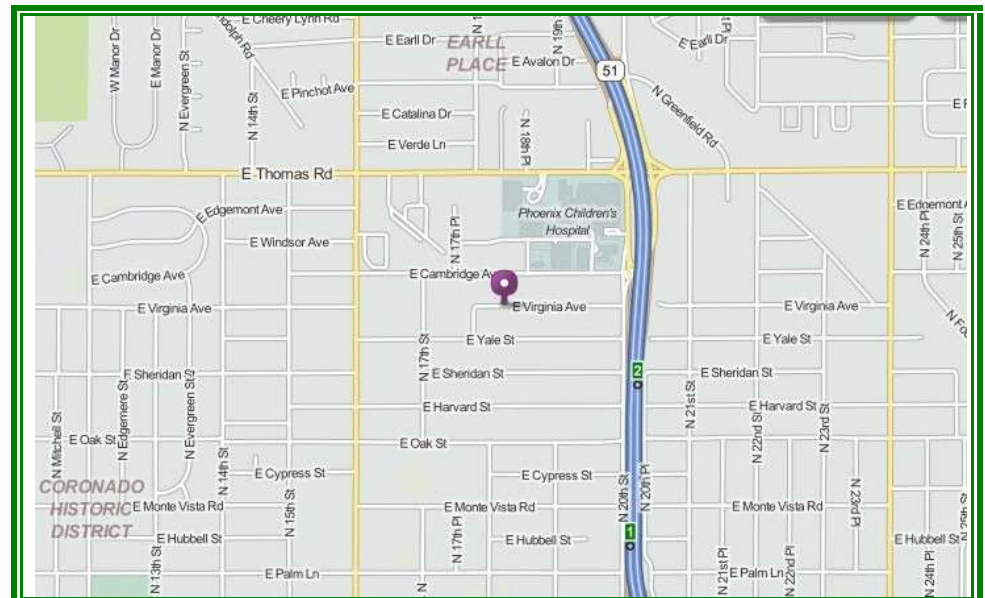 E Cheery Lynn Rd
E Earll Dr
EARLL
PLACE
E Avalon Dr
N 19th
E Earll Dr
51
W Manor Dr
E Manor Dr
N Evergreen St
N 14th St
E Pinchot Ave
E Catalina Dr
N 18th Pl
N Greenfield Rd
E Verde Ln
E Thomas Rd
E Edgemont Ave
Phoenix Children's
Hospital
N 17th Pl
E Windsor Ave
N 24th Pl
N 25th St
E Cambridge Ave
E Virginia Ave
E Virginia Ave
E Virginia Ave
E Yale St
E Yale St
N 17th St
E Sheridan St
E Sheridan St
2
E Harvard St
E Harvard St
N 21st St
N 22nd St
N 23rd St
N Mitchell St
N Edgemere St
N Evergreen St
E Oak St
E Oak St
N 14th St
E Cypress St
E Cypress St
CORONADO
HISTORIC
DISTRICT
N 15th St
N 20th St
N 20th Pl
N 23rd Pl
E Monte Vista Rd
E Monte Vista Rd
E Monte Vista Rd
N 17th Pl
1
E Hubbell St
E Hubbell St
E Hubbell St
N 13th St
E Palm Ln
N
N 21st Pl
E Palm Ln
N 22nd Pl
N 24th Pl